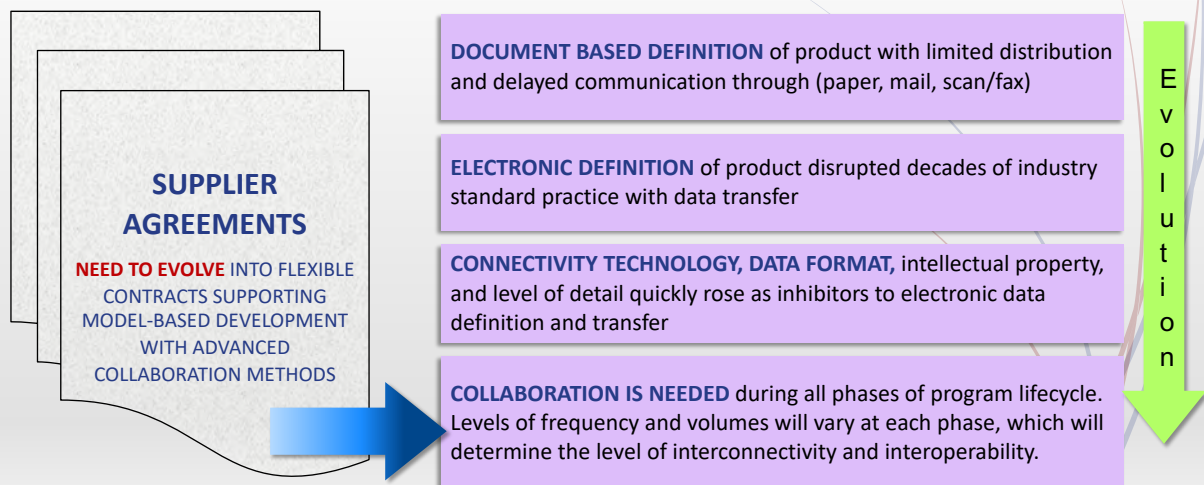 SUPPLIER
AGREEMENTS
NEED TO EVOLVE INTO FLEXIBLE
CONTRACTS SUPPORTING
MODEL-BASED DEVELOPMENT
WITH ADVANCED
COLLABORATION METHODS
DOCUMENT BASED DEFINITION of product with limited distribution
and delayed communication through (paper, mail, scan/fax)
ELECTRONIC DEFINITION of product disrupted decades of industry
standard practice with data transfer
CONNECTIVITY TECHNOLOGY, DATA FORMAT, intellectual property,
and level of detail quickly rose as inhibitors to electronic data
definition and transfer
COLLABORATION IS NEEDED during all phases of program lifecycle.
Levels of frequency and volumes will vary at each phase, which will
determine the level of interconnectivity and interoperability.
Evolution